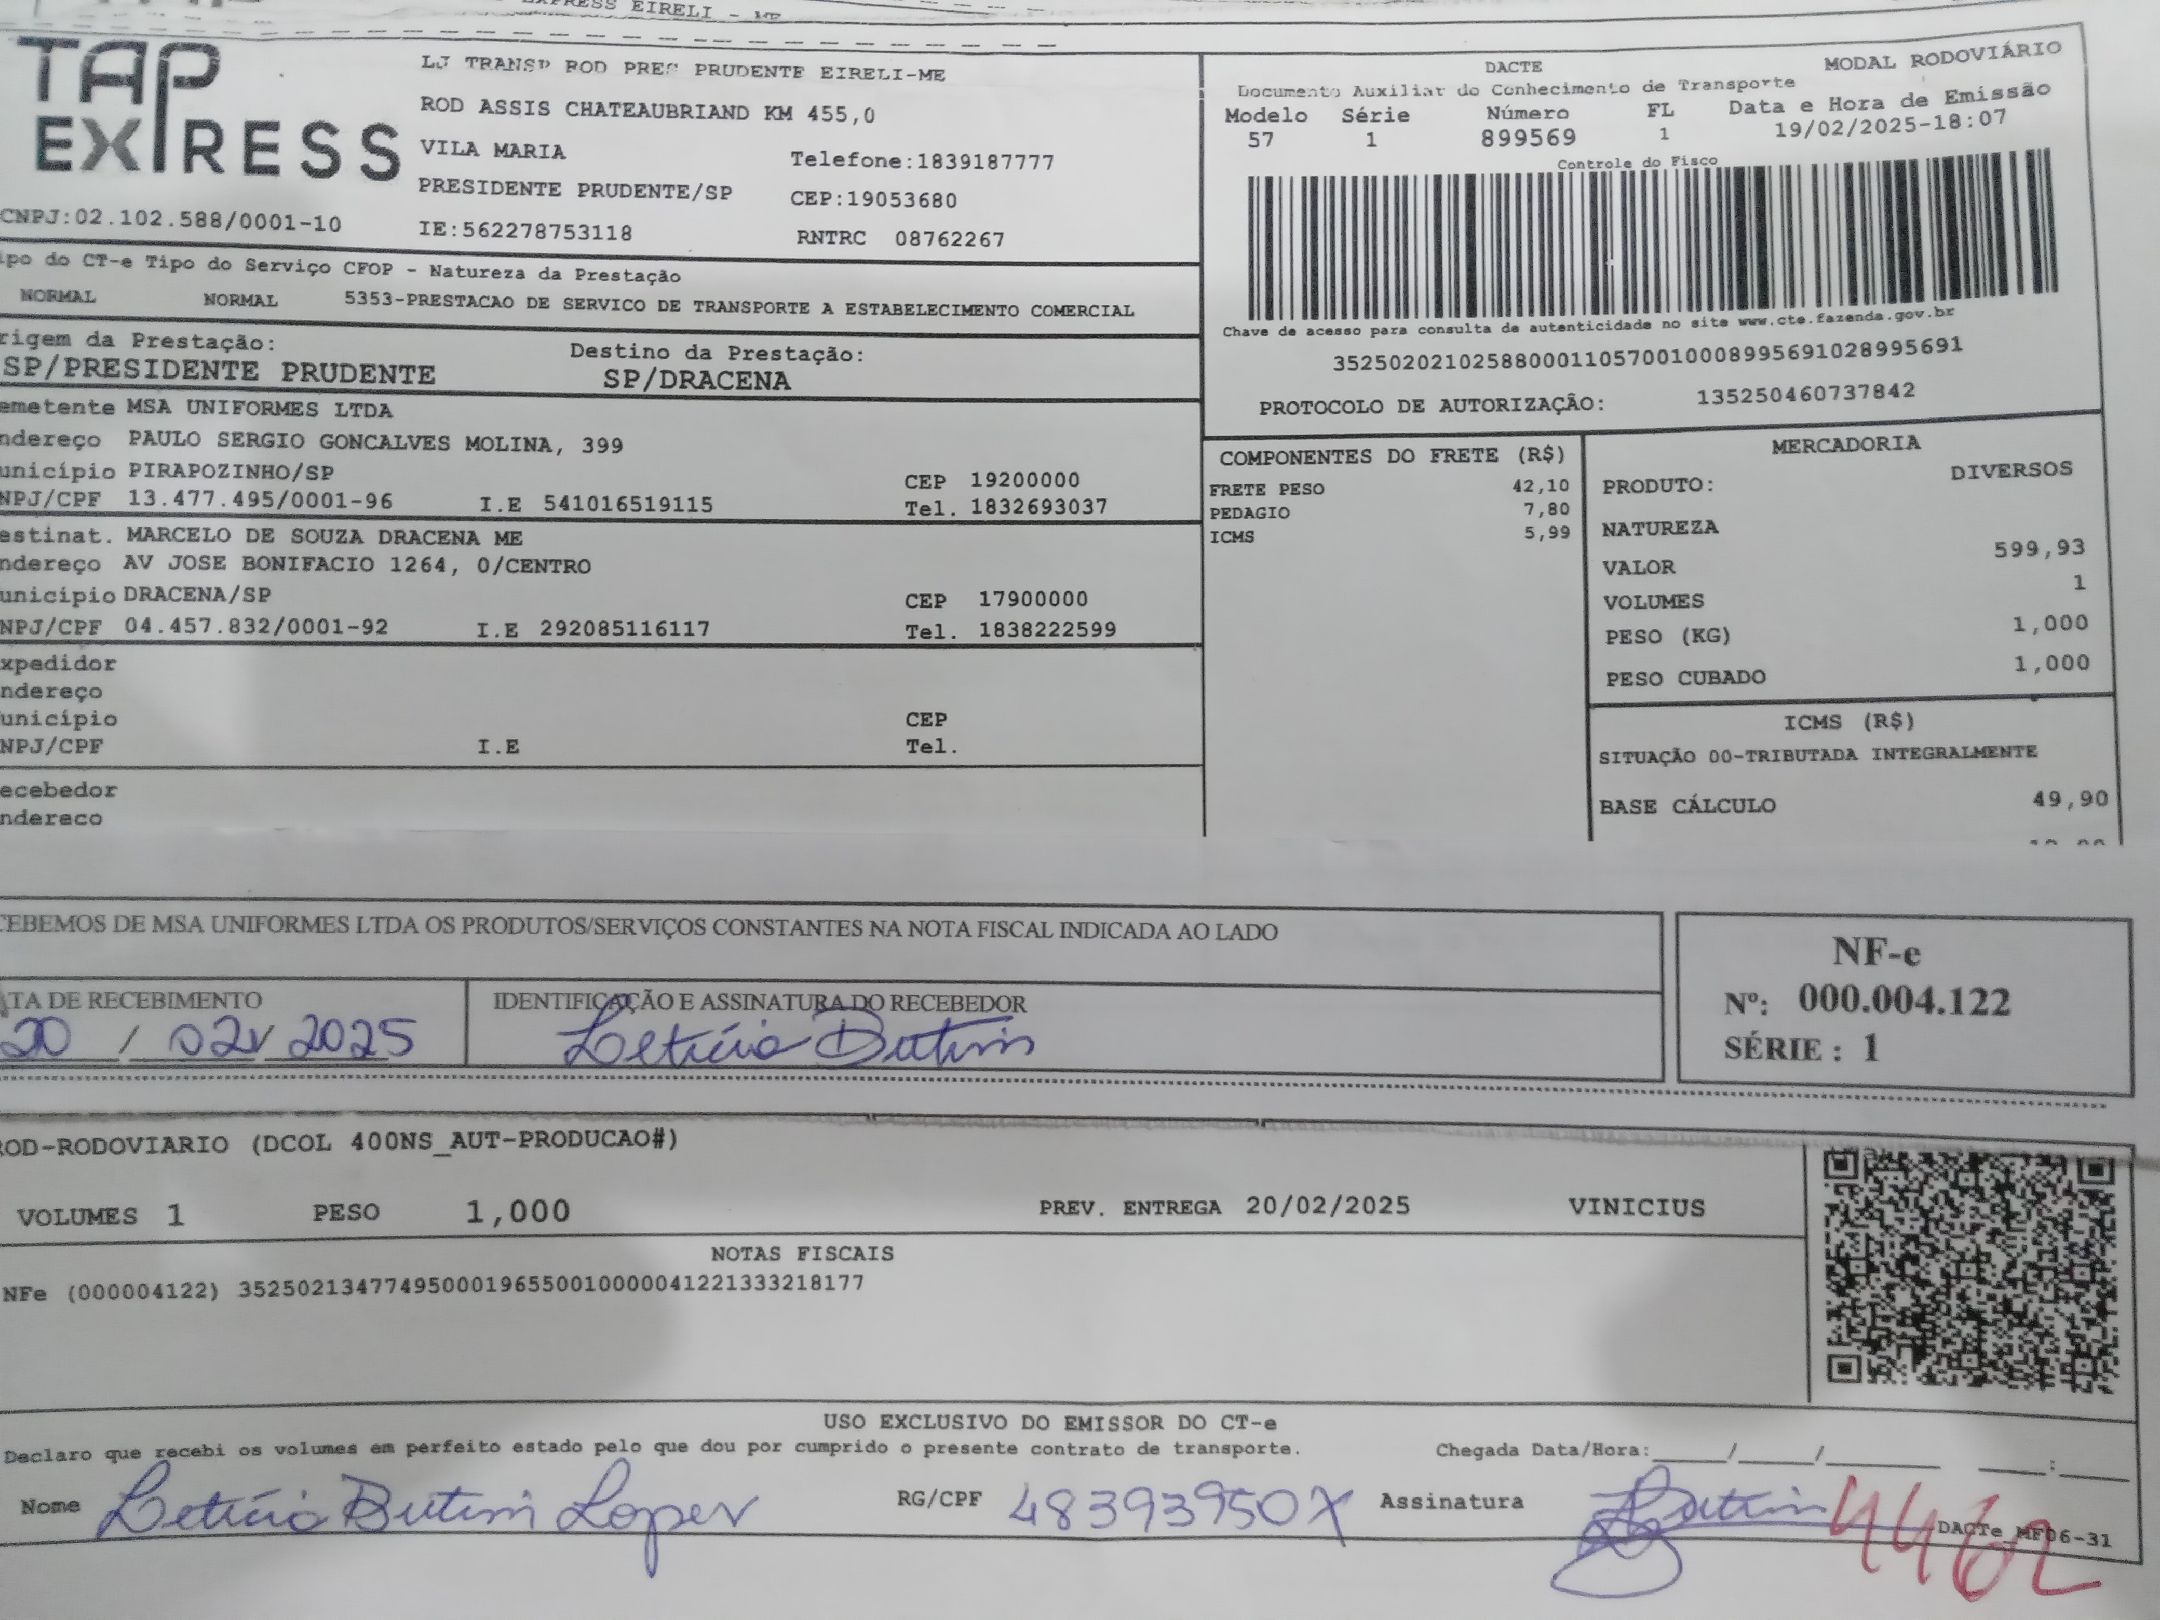 EXPRESS EIRELI - ME
TAP EXPRESS
LJ TRANSP ROD PRES PRUDENTE EIRELI-ME
ROD ASSIS CHATEAUBRIAND KM 455,0
VILA MARIA Telefone:1839187777
PRESIDENTE PRUDENTE/SP CEP:19053680
CNPJ:02.102.588/0001-10 IE:562278753118 RNTRC 08762267
DACTE MODAL RODOVIÁRIO
Documento Auxiliar do Conhecimento de Transporte
Modelo Série Número FL Data e Hora de Emissão
57 1 899569 1 19/02/2025-18:07
Controle do Fisco
Chave de acesso para consulta de autenticidade no site www.cte.fazenda.gov.br
35250202102588000110570010008995691028995691
PROTOCOLO DE AUTORIZAÇÃO: 135250460737842
ipo do CT-e Tipo do Serviço CFOP - Natureza da Prestação
NORMAL NORMAL 5353-PRESTACAO DE SERVICO DE TRANSPORTE A ESTABELECIMENTO COMERCIAL
rigem da Prestação: Destino da Prestação:
SP/PRESIDENTE PRUDENTE SP/DRACENA
emetente MSA UNIFORMES LTDA
ndereço PAULO SERGIO GONCALVES MOLINA, 399
unicípio PIRAPOZINHO/SP CEP 19200000
NPJ/CPF 13.477.495/0001-96 I.E 541016519115 Tel. 1832693037
estinat. MARCELO DE SOUZA DRACENA ME
ndereço AV JOSE BONIFACIO 1264, 0/CENTRO
unicípio DRACENA/SP CEP 17900000
NPJ/CPF 04.457.832/0001-92 I.E 292085116117 Tel. 1838222599
xpedidor
ndereço
unicípio CEP
NPJ/CPF I.E Tel.
ecebedor
ndereco
COMPONENTES DO FRETE (R$)
FRETE PESO 42,10
PEDAGIO 7,80
ICMS 5,99
MERCADORIA
PRODUTO: DIVERSOS
NATUREZA
VALOR 599,93
VOLUMES 1
PESO (KG) 1,000
PESO CUBADO 1,000
ICMS (R$)
SITUAÇÃO 00-TRIBUTADA INTEGRALMENTE
BASE CÁLCULO 49,90
CEBEMOS DE MSA UNIFORMES LTDA OS PRODUTOS/SERVIÇOS CONSTANTES NA NOTA FISCAL INDICADA AO LADO
ATA DE RECEBIMENTO IDENTIFICAÇÃO E ASSINATURA DO RECEBEDOR
20 / 02 / 2025 Letícia Butim
NF-e
Nº: 000.004.122
SÉRIE : 1
ROD-RODOVIARIO (DCOL 400NS_AUT-PRODUCAO#)
VOLUMES 1 PESO 1,000 PREV. ENTREGA 20/02/2025 VINICIUS
NOTAS FISCAIS
NFe (000004122) 35250213477495000196550010000041221333218177
USO EXCLUSIVO DO EMISSOR DO CT-e
Declaro que recebi os volumes em perfeito estado pelo que dou por cumprido o presente contrato de transporte. Chegada Data/Hora:____/____/______ ____:____
Nome Letícia Butim Lopes RG/CPF 48393950X Assinatura
DACTe MF06-31